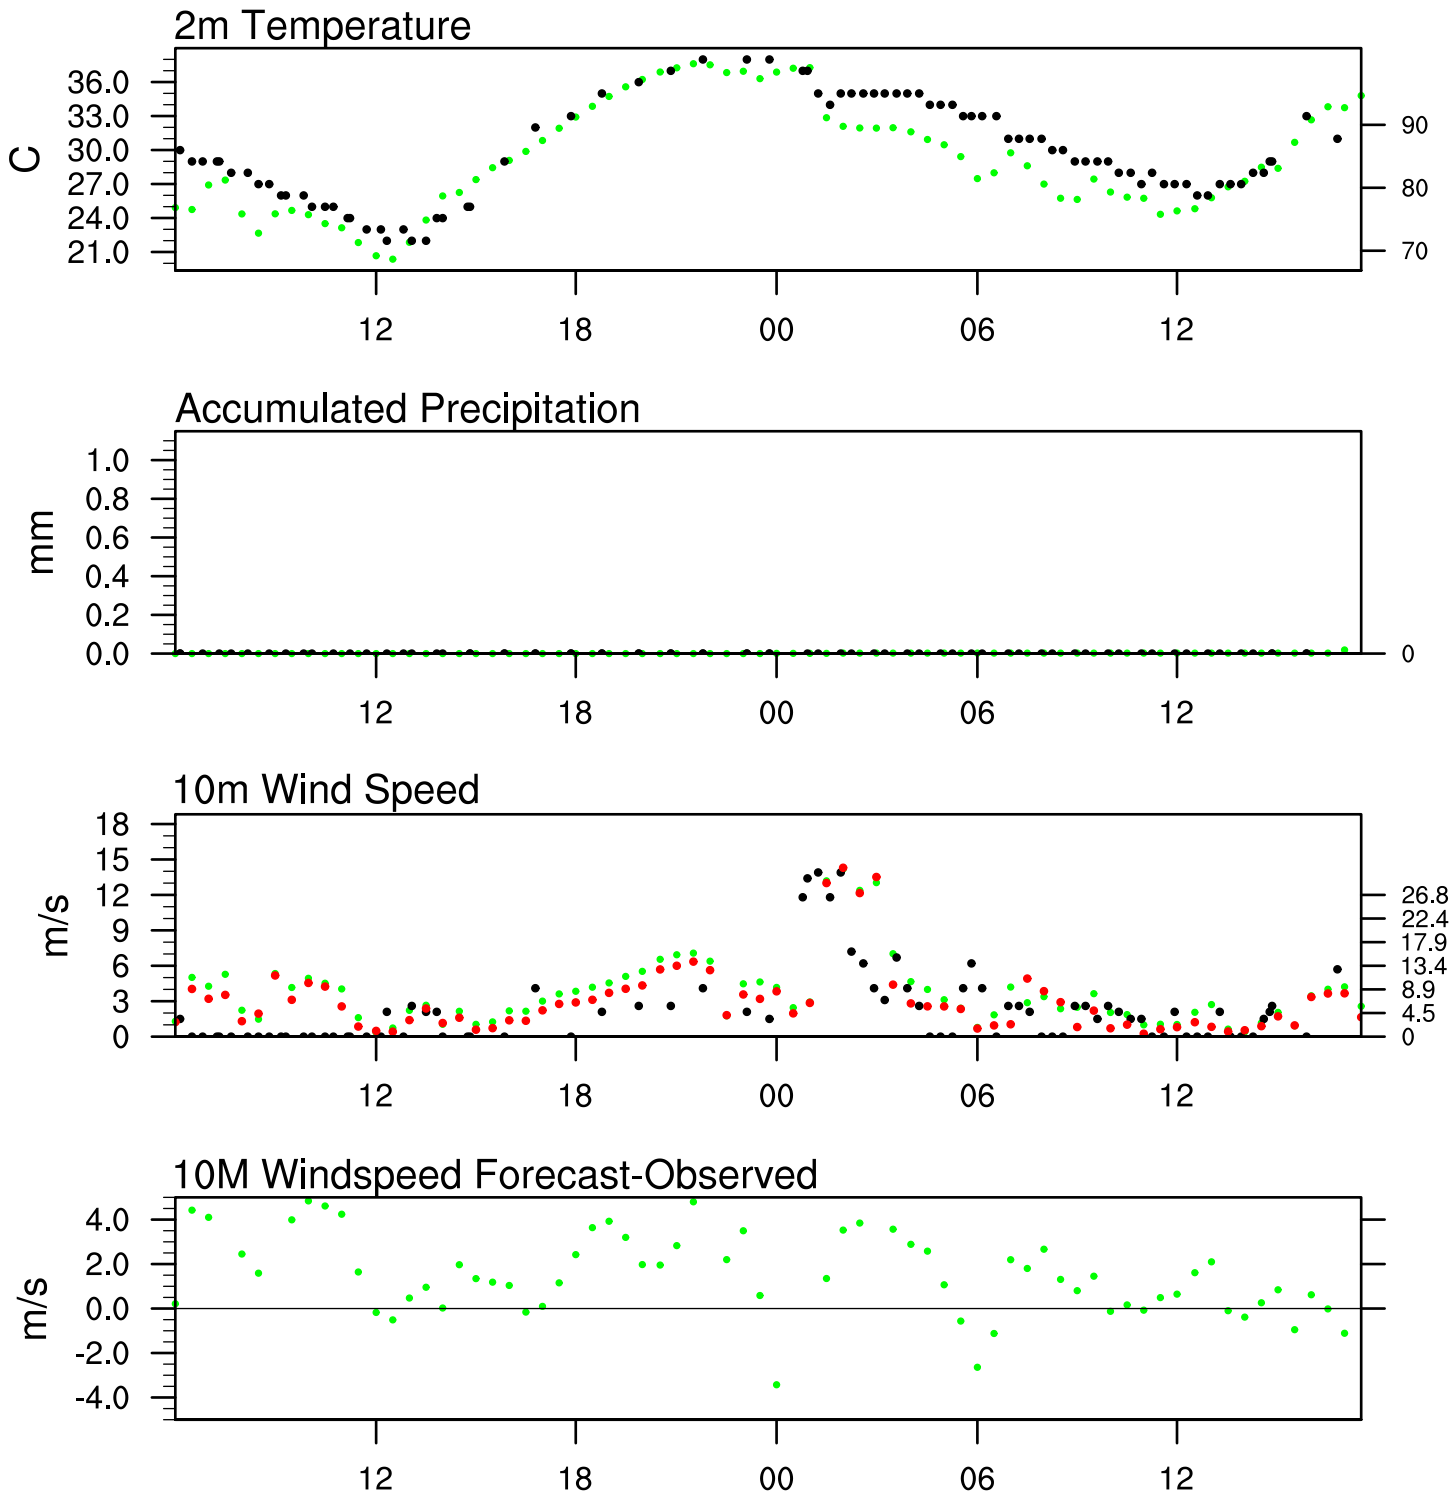 2m Temperature
C
36.0
33.0
30.0
27.0
24.0
21.0
90
80
70
12 18 00 06 12
Accumulated Precipitation
mm
1.0
0.8
0.6
0.4
0.2
0.0
0
12 18 00 06 12
10m Wind Speed
m/s
18
15
12
9
6
3
0
26.8
22.4
17.9
13.4
8.9
4.5
0
12 18 00 06 12
10M Windspeed Forecast-Observed
m/s
4.0
2.0
0.0
-2.0
-4.0
12 18 00 06 12